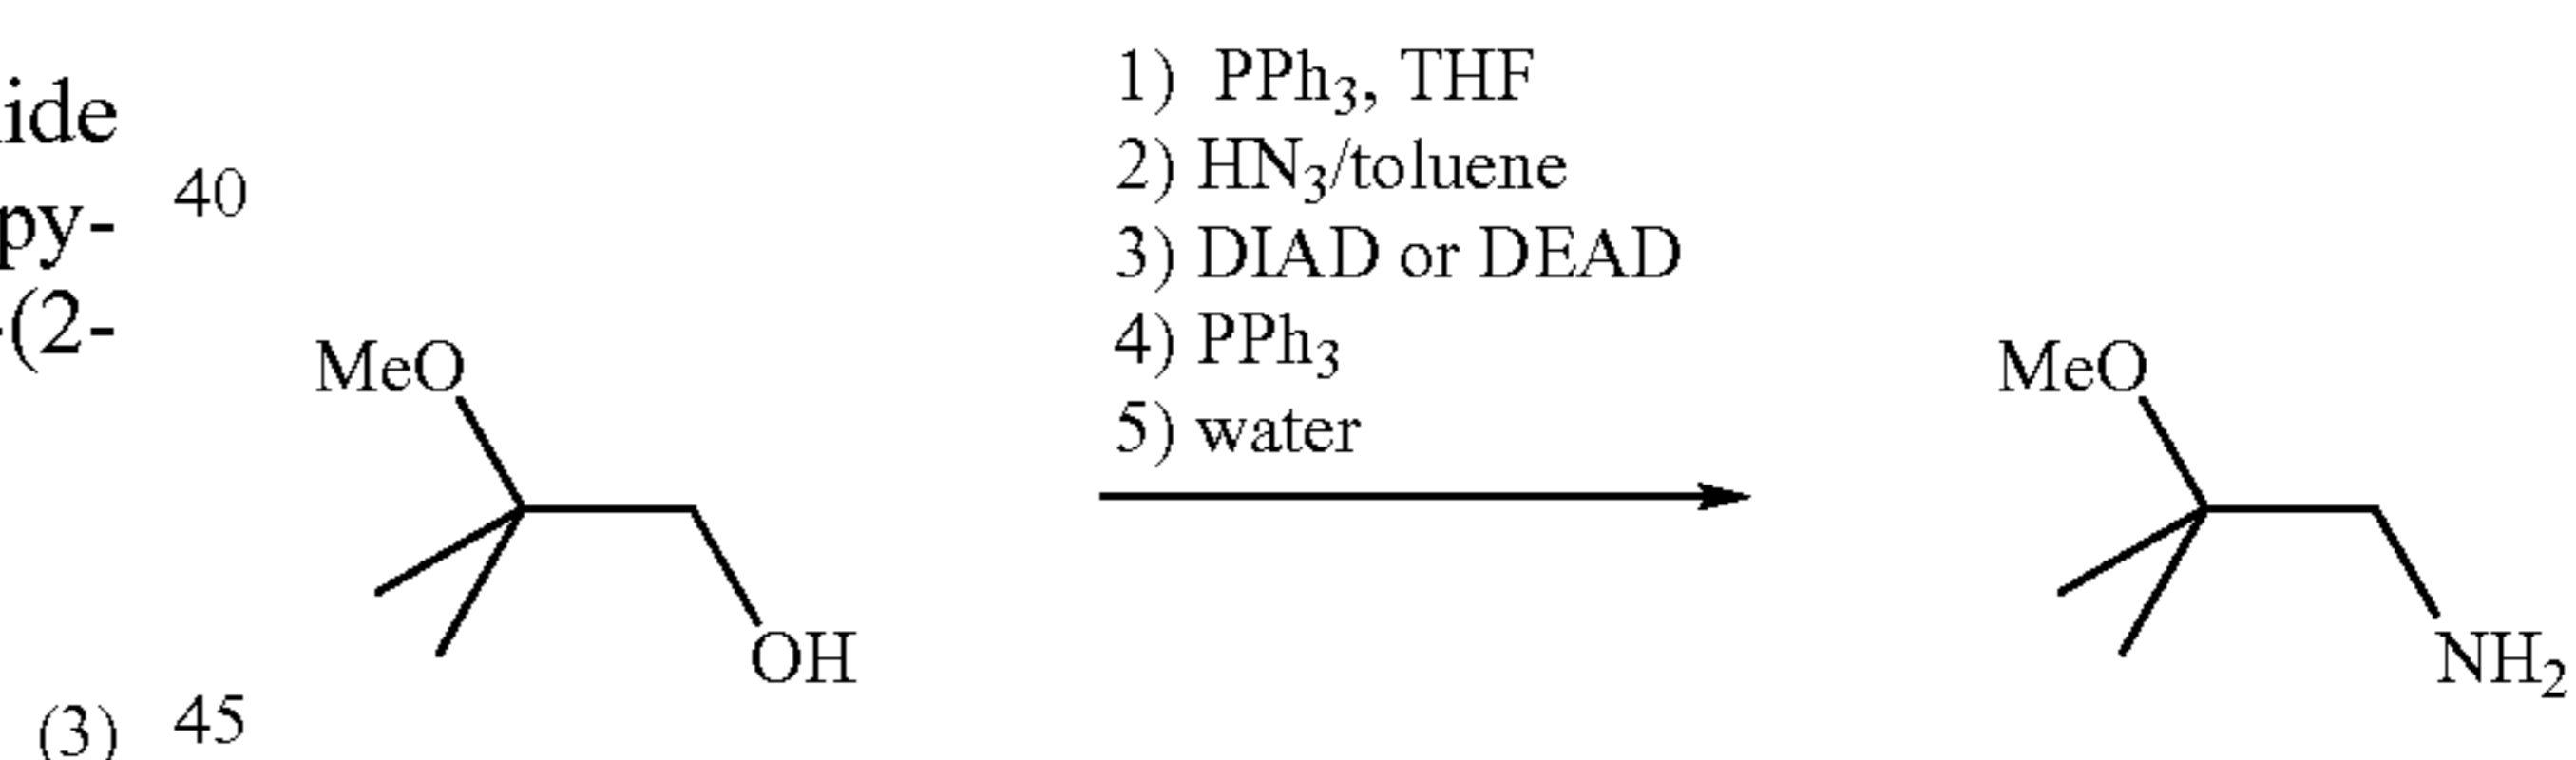 1) PPh3, THF
2) HN3/toluene
3) DIAD or DEAD
4) PPh3
5) water
ide
40
py-
(2-
MeO
OH
MeO
NH2
(3)
45